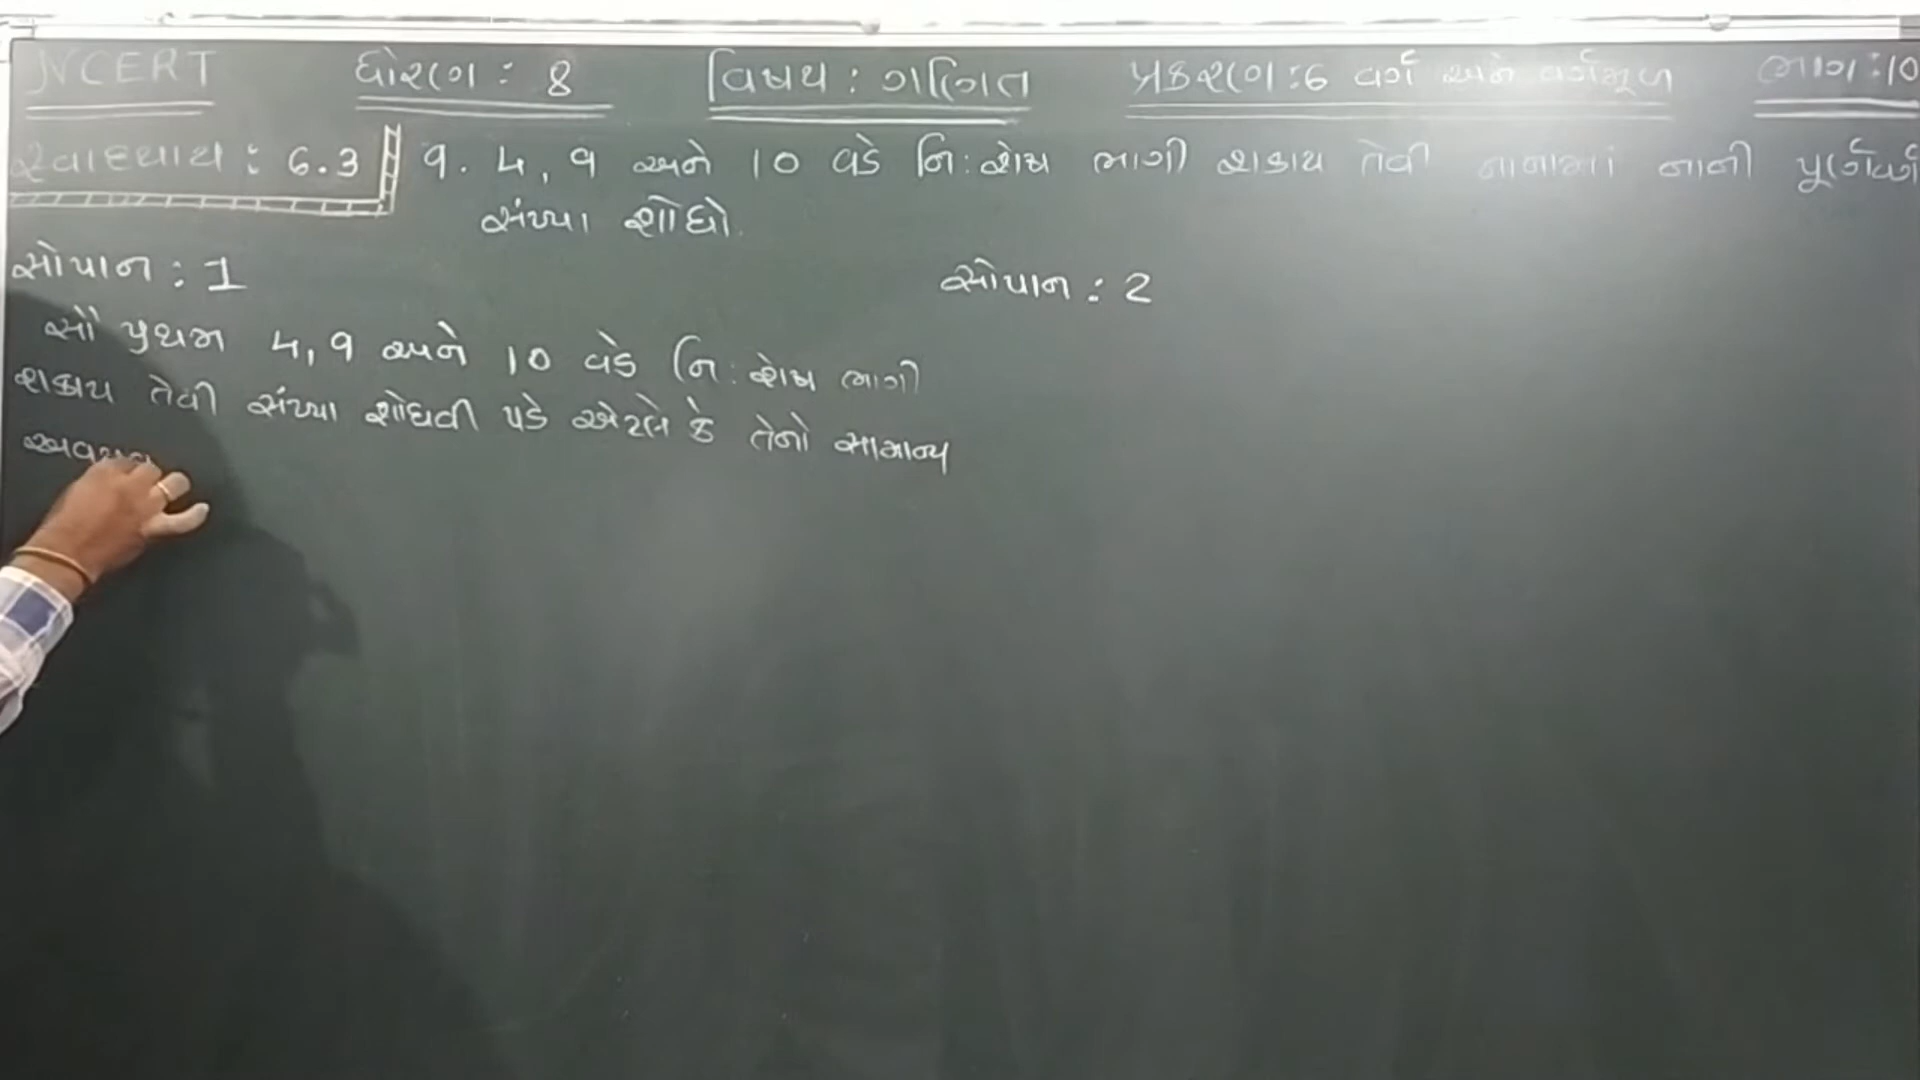 NCERT ધોરણ : 8 વિષય : ગણિત પ્રકરણ : 6 વર્ગ અને વર્ગમૂળ ભાગ : 10
સ્વાધ્યાય : 6.3 9. 4, 9 અને 10 વડે નિ:શેષ ભાગી શકાય તેવી નાનામાં નાની પૂર્ણવર્ગ
સંખ્યા શોધો.
સોપાન : 1 સોપાન : 2
સૌ પ્રથમ 4, 9 અને 10 વડે નિ:શેષ ભાગી
શકાય તેવી સંખ્યા શોધવી પડે એટલે કે તેનો સામાન્ય